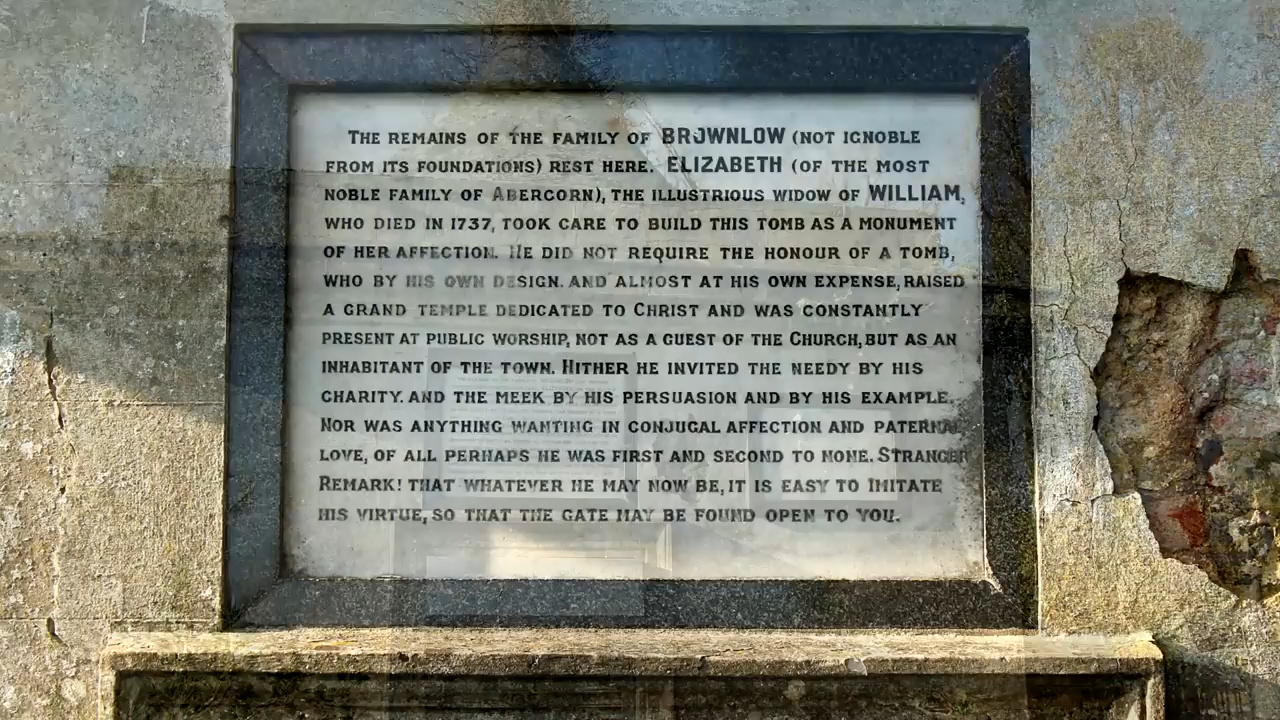 THE REMAINS OF THE FAMILY OF BROWNLOW (NOT IGNOBLE
FROM ITS FOUNDATIONS) REST HERE. ELIZABETH (OF THE MOST
NOBLE FAMILY OF ABERCORN), THE ILLUSTRIOUS WIDOW OF WILLIAM,
WHO DIED IN 1737, TOOK CARE TO BUILD THIS TOMB AS A MONUMENT
OF HER AFFECTION. HE DID NOT REQUIRE THE HONOUR OF A TOMB,
WHO BY HIS OWN DESIGN. AND ALMOST AT HIS OWN EXPENSE, RAISED
A GRAND TEMPLE DEDICATED TO CHRIST AND WAS CONSTANTLY
PRESENT AT PUBLIC WORSHIP, NOT AS A GUEST OF THE CHURCH, BUT AS AN
INHABITANT OF THE TOWN. HITHER HE INVITED THE NEEDY BY HIS
CHARITY. AND THE MEEK BY HIS PERSUASION AND BY HIS EXAMPLE.
NOR WAS ANYTHING WANTING IN CONJUGAL AFFECTION AND PATERNAL
LOVE, OF ALL PERHAPS HE WAS FIRST AND SECOND TO NONE. STRANGER
REMARK! THAT WHATEVER HE MAY NOW BE, IT IS EASY TO IMITATE
HIS VIRTUE, SO THAT THE GATE MAY BE FOUND OPEN TO YOU.